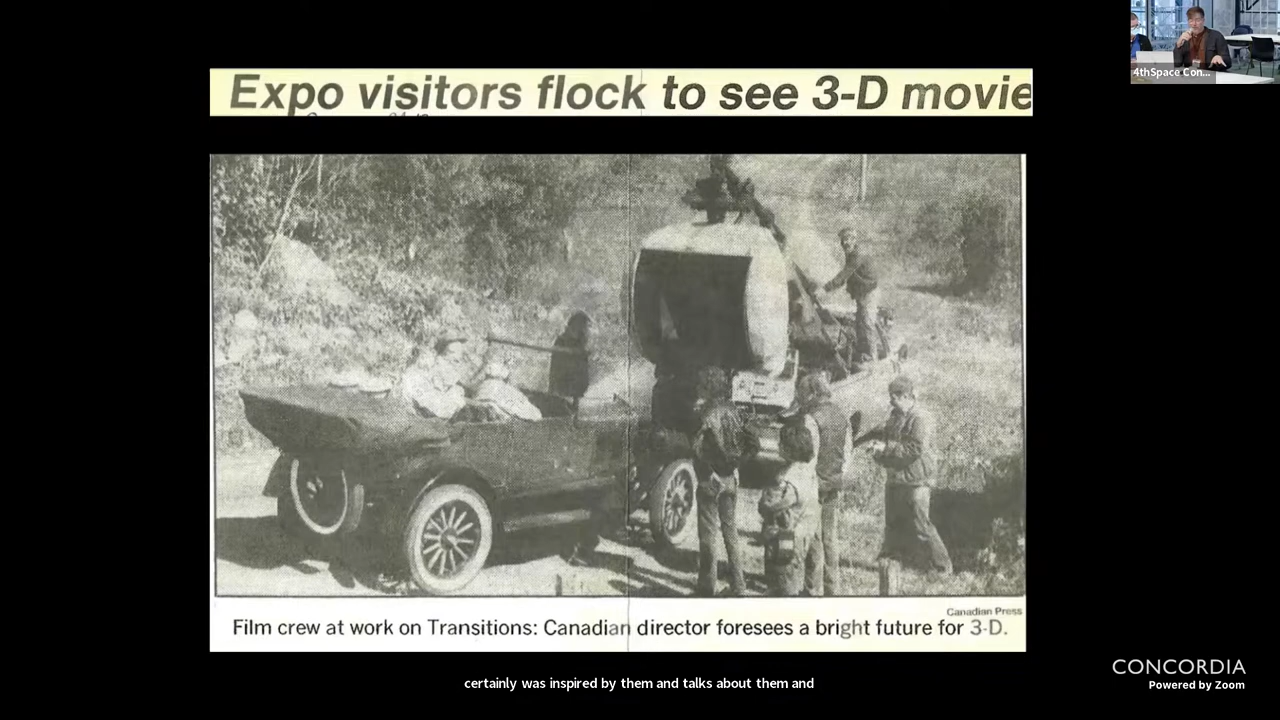 Expo visitors flock to see 3-D movie
4thSpace Con...
Canadian Press
Film crew at work on Transitions: Canadian director foresees a bright future for 3-D.
certainly was inspired by them and talks about them and
CONCORDIA
Powered by Zoom